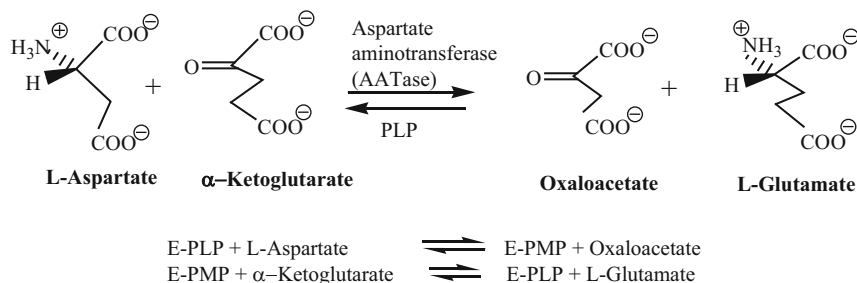 H₃N⊕ COO⊖
H
COO⊖
L-Aspartate
+
O COO⊖
COO⊖
α–Ketoglutarate
Aspartate
aminotransferase
(AATase)
PLP
O COO⊖
COO⊖
Oxaloacetate
+
⊕NH₃ COO⊖
H
COO⊖
L-Glutamate
E-PLP + L-Aspartate ⇌ E-PMP + Oxaloacetate
E-PMP + α–Ketoglutarate ⇌ E-PLP + L-Glutamate